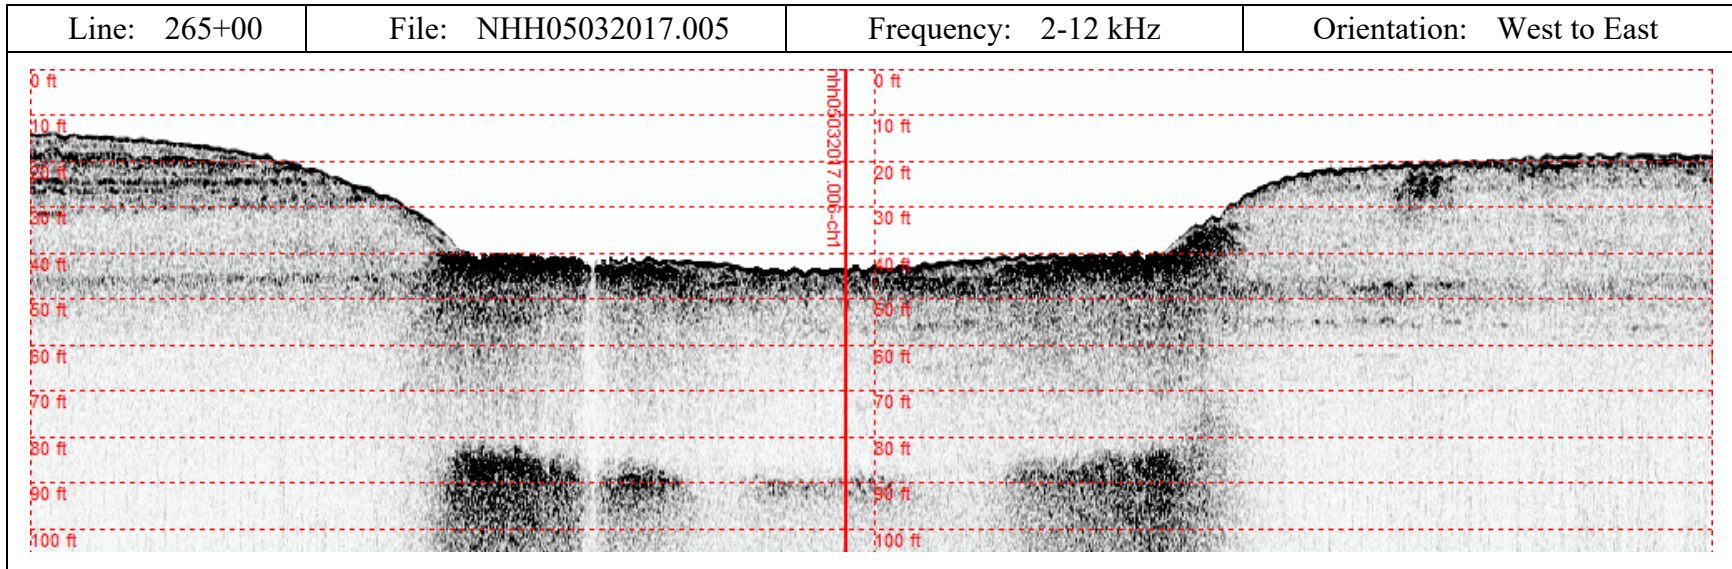 Line: 265+00 File: NHH05032017.005 Frequency: 2-12 kHz Orientation: West to East
0 ft 0 ft
10 ft 10 ft
20 ft 20 ft
30 ft 30 ft
40 ft 40 ft
50 ft 50 ft
60 ft 60 ft
70 ft 70 ft
80 ft 80 ft
90 ft 90 ft
100 ft 100 ft
nhh05032017.006-ch1